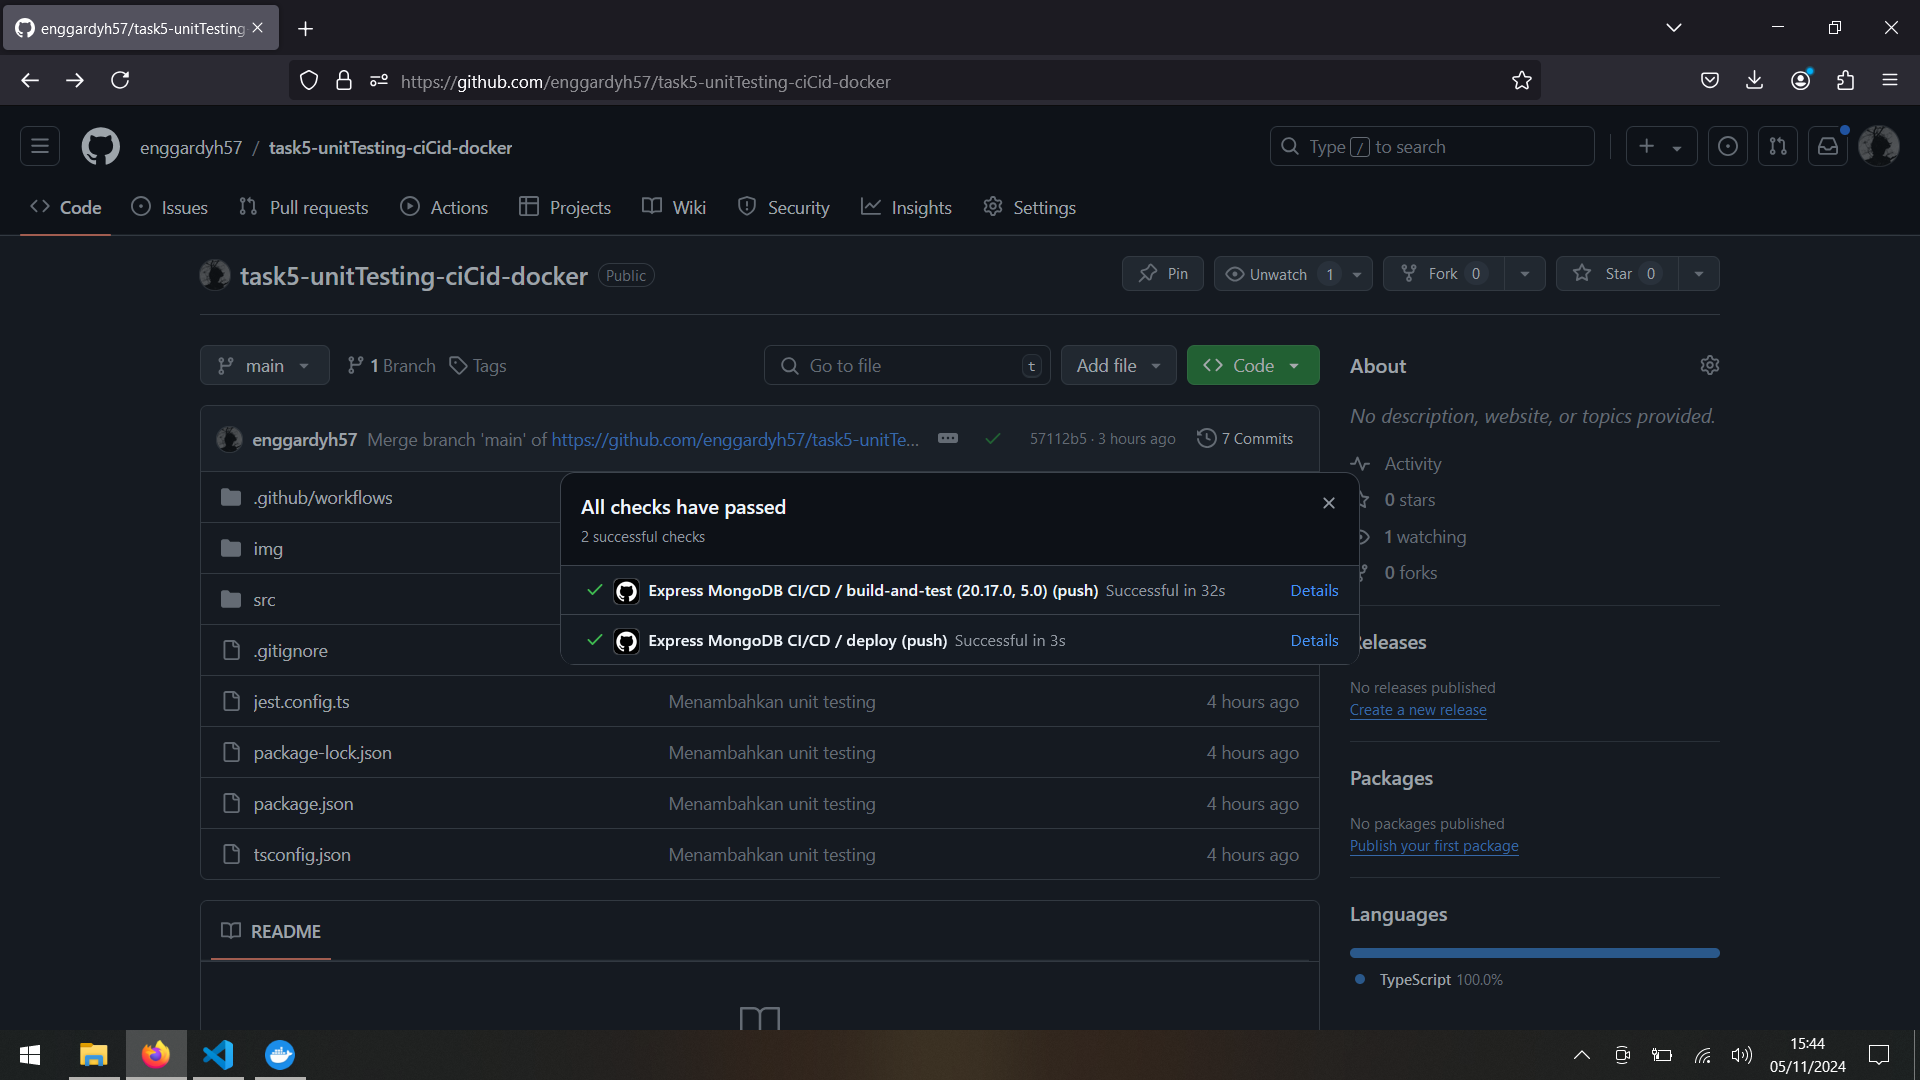 enggardyh57/task5-unitTesting
https://github.com/enggardyh57/task5-unitTesting-ciCid-docker
enggardyh57 / task5-unitTesting-ciCid-docker
Type / to search
Code Issues Pull requests Actions Projects Wiki Security Insights Settings
task5-unitTesting-ciCid-docker Public
Pin Unwatch 1 Fork 0 Star 0
main 1 Branch Tags Go to file t Add file Code
enggardyh57 Merge branch 'main' of https://github.com/enggardyh57/task5-unitTe... 57112b5 · 3 hours ago 7 Commits
.github/workflows
img
src
.gitignore
All checks have passed
2 successful checks
Express MongoDB CI/CD / build-and-test (20.17.0, 5.0) (push) Successful in 32s Details
Express MongoDB CI/CD / deploy (push) Successful in 3s Details
jest.config.ts Menambahkan unit testing 4 hours ago
package-lock.json Menambahkan unit testing 4 hours ago
package.json Menambahkan unit testing 4 hours ago
tsconfig.json Menambahkan unit testing 4 hours ago
README
About
No description, website, or topics provided.
Activity
0 stars
1 watching
0 forks
Releases
No releases published
Create a new release
Packages
No packages published
Publish your first package
Languages
TypeScript 100.0%
15:44
05/11/2024